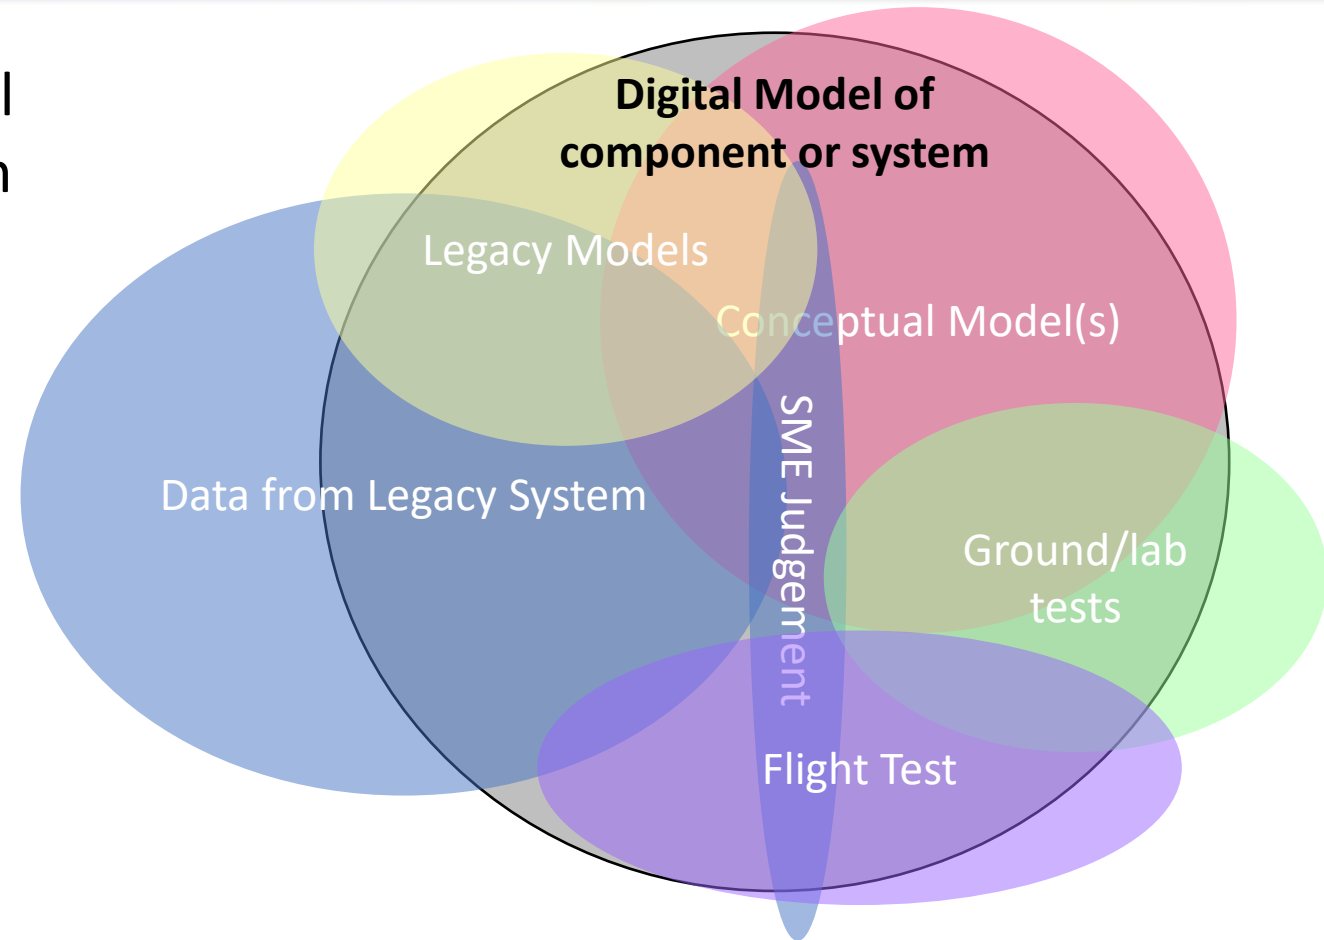 l
n
Digital Model of
component or system
Legacy Models
Conceptual Model(s)
SME Judgement
Data from Legacy System
Ground/lab
tests
Flight Test